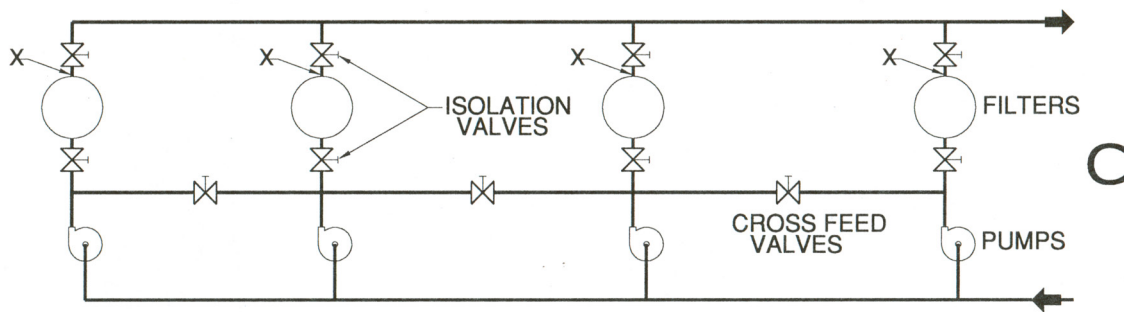 X
X
X
X
ISOLATION
VALVES
FILTERS
C
CROSS FEED
VALVES
PUMPS